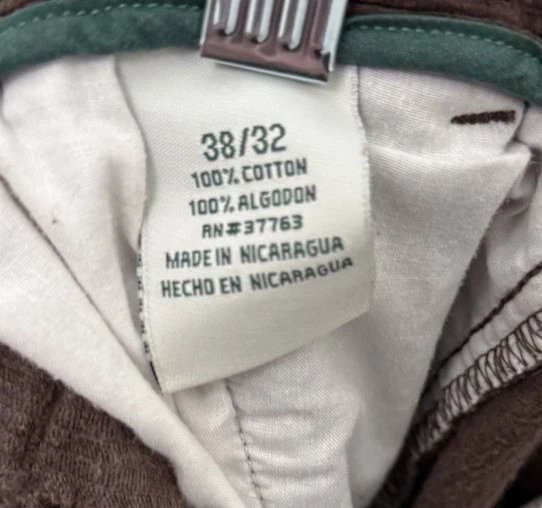 38/32
100% COTTON
100% ALGODON
RN#37763
MADE IN NICARAGUA
HECHO EN NICARAGUA